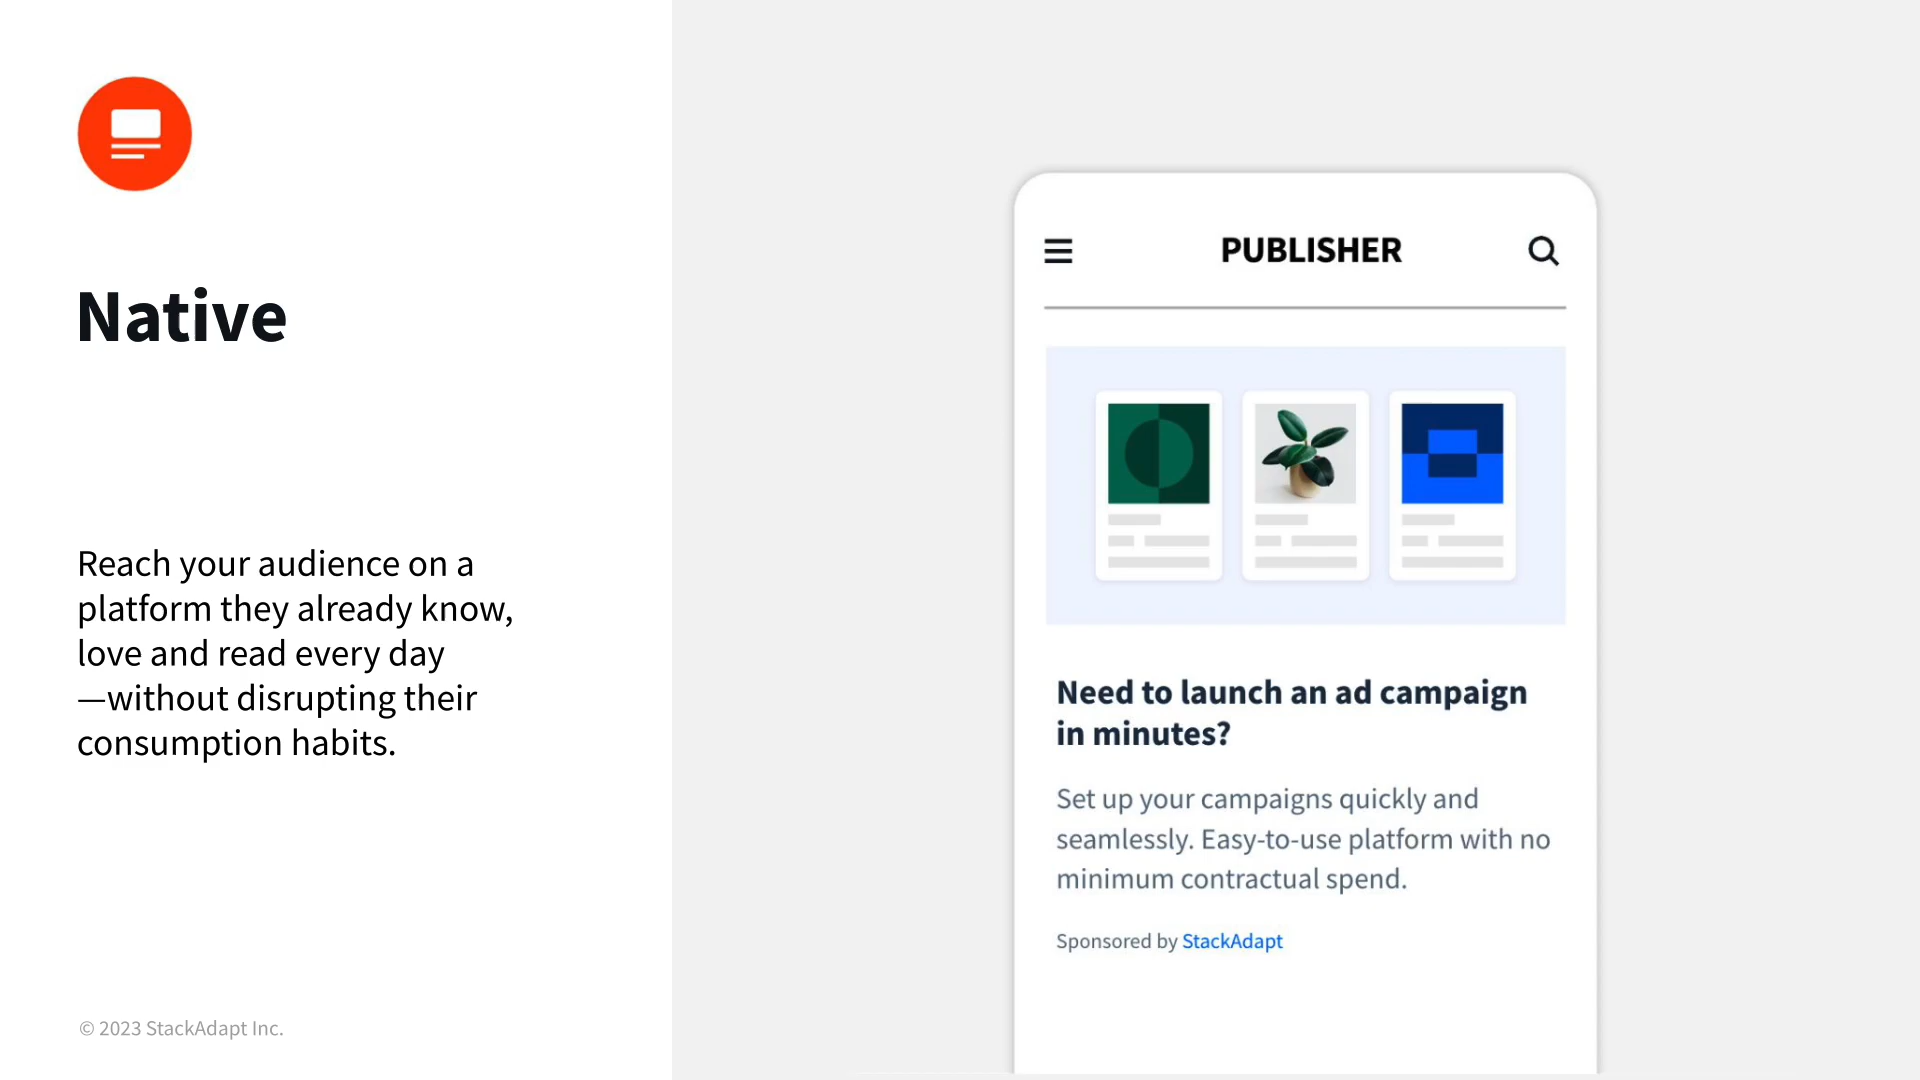 Native
Reach your audience on a
platform they already know,
love and read every day
—without disrupting their
consumption habits.
© 2023 StackAdapt Inc.
PUBLISHER
Need to launch an ad campaign
in minutes?
Set up your campaigns quickly and
seamlessly. Easy-to-use platform with no
minimum contractual spend.
Sponsored by StackAdapt